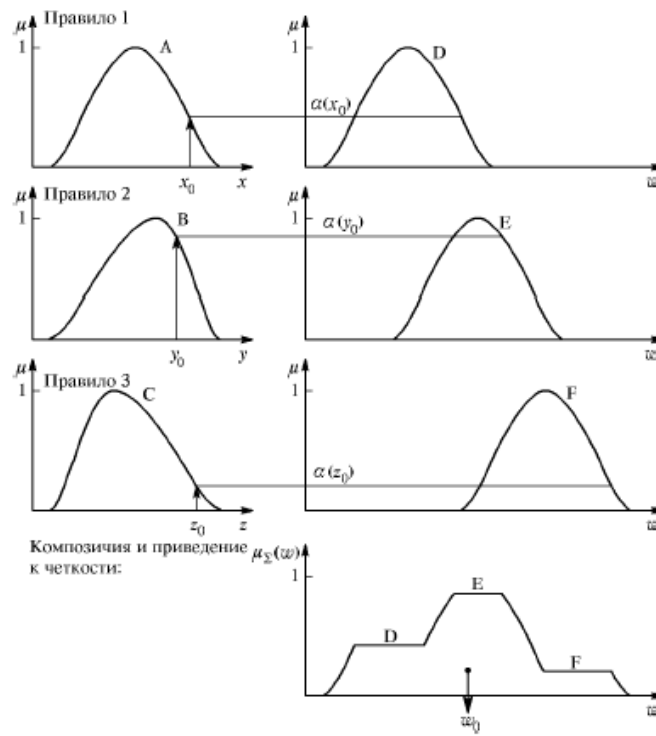 μ Правило 1
1
A
x₀
x
μ
1
D
α(x₀)
w
μ Правило 2
1
B
y₀
y
μ
1
E
α(y₀)
w
μ Правило 3
1
C
z₀
z
μ
1
F
α(z₀)
w
Композичия и приведение
к четкости:
μ_Σ(w)
1
D
E
F
w₀
w